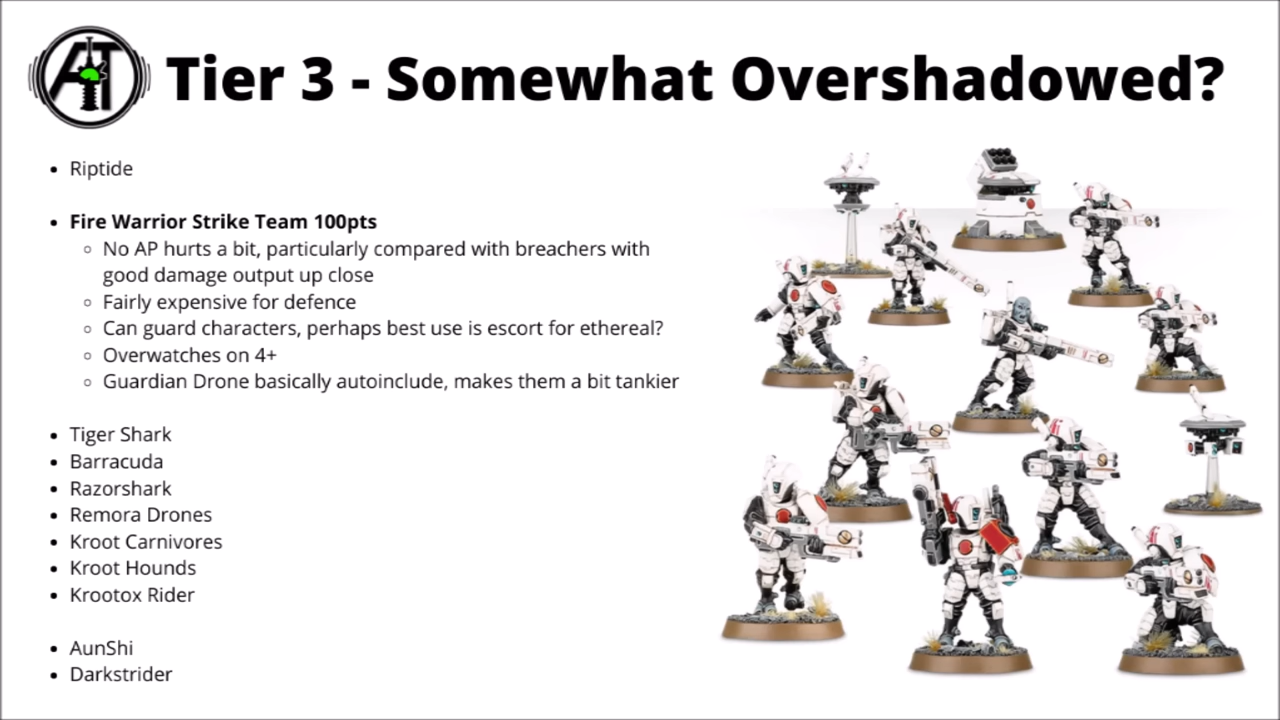 AT
Tier 3 - Somewhat Overshadowed?
• Riptide
• Fire Warrior Strike Team 100pts
○ No AP hurts a bit, particularly compared with breachers with
good damage output up close
○ Fairly expensive for defence
○ Can guard characters, perhaps best use is escort for ethereal?
○ Overwatches on 4+
○ Guardian Drone basically autoinclude, makes them a bit tankier
• Tiger Shark
• Barracuda
• Razorshark
• Remora Drones
• Kroot Carnivores
• Kroot Hounds
• Krootox Rider
• AunShi
• Darkstrider